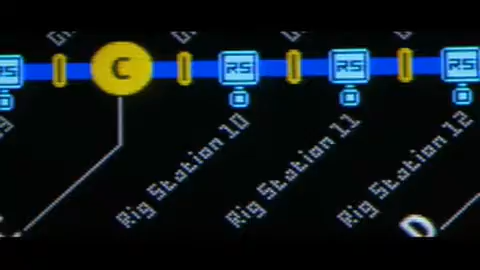 RS
C
RS
RS
RS
Rig Station 10
Rig Station 11
Rig Station 12
D